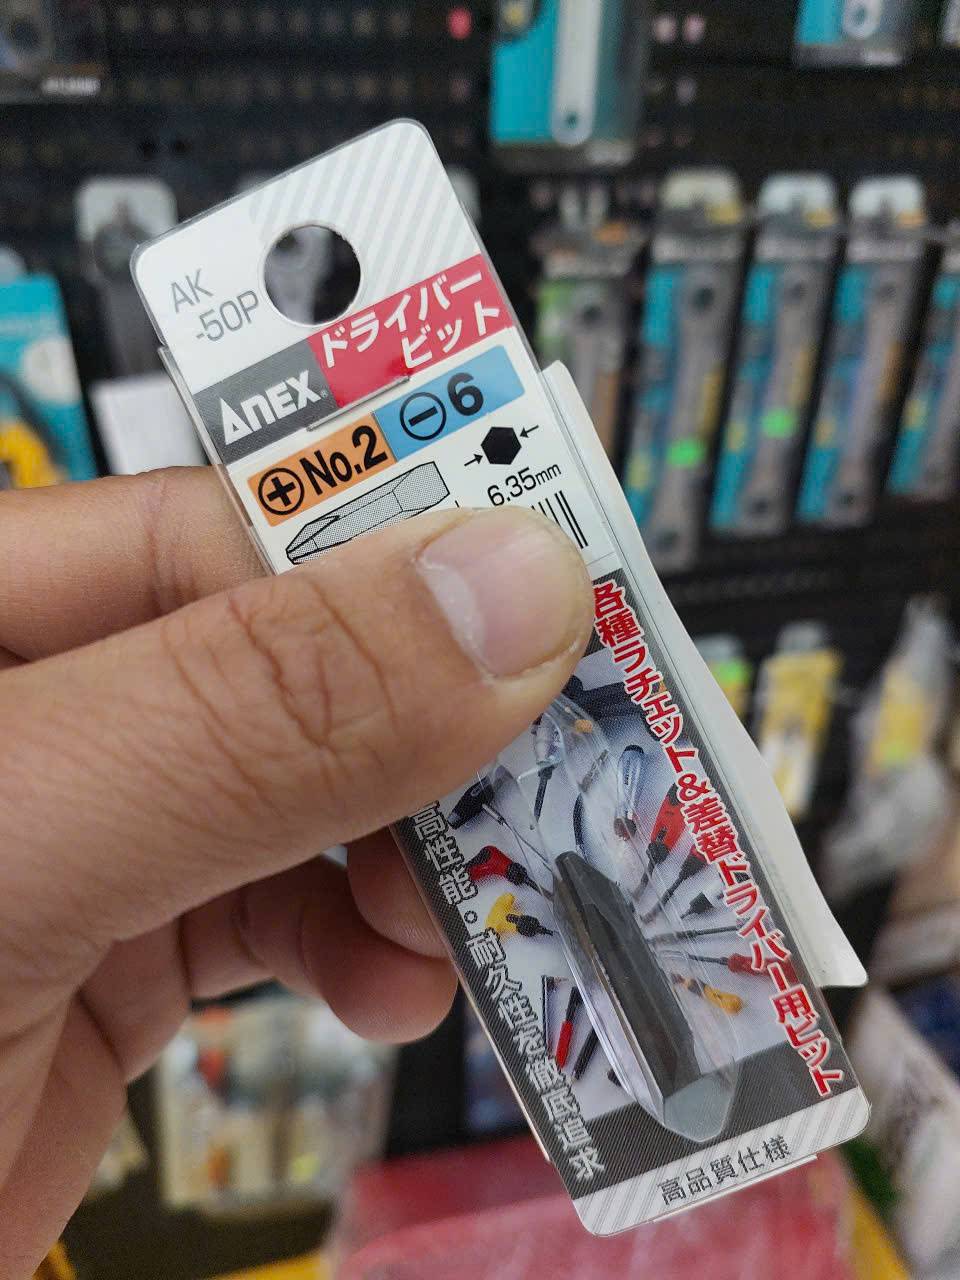 AK
-50P
ドライバー
ビット
ANEX®
⊕No.2
⊖6
6.35mm
各種ラチェット&差替ドライバー用ビット
高性能・耐久性を徹底追求
高品質仕様